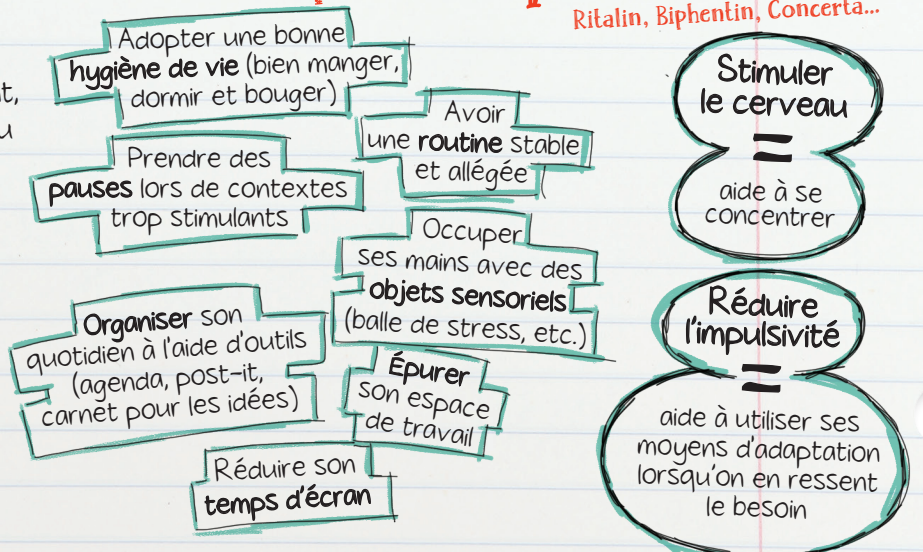 Ritalin, Biphentin, Concerta...
Adopter une bonne
hygiène de vie (bien manger,
dormir et bouger)
Avoir
une routine stable
et allégée
Prendre des
pauses lors de contextes
trop stimulants
Occuper
ses mains avec des
objets sensoriels
(balle de stress, etc.)
Organiser son
quotidien à l'aide d'outils
(agenda, post-it,
carnet pour les idées)
Épurer
son espace
de travail
Réduire son
temps d'écran
Stimuler
le cerveau
=
aide à se
concentrer
Réduire
l'impulsivité
=
aide à utiliser ses
moyens d'adaptation
lorsqu'on en ressent
le besoin